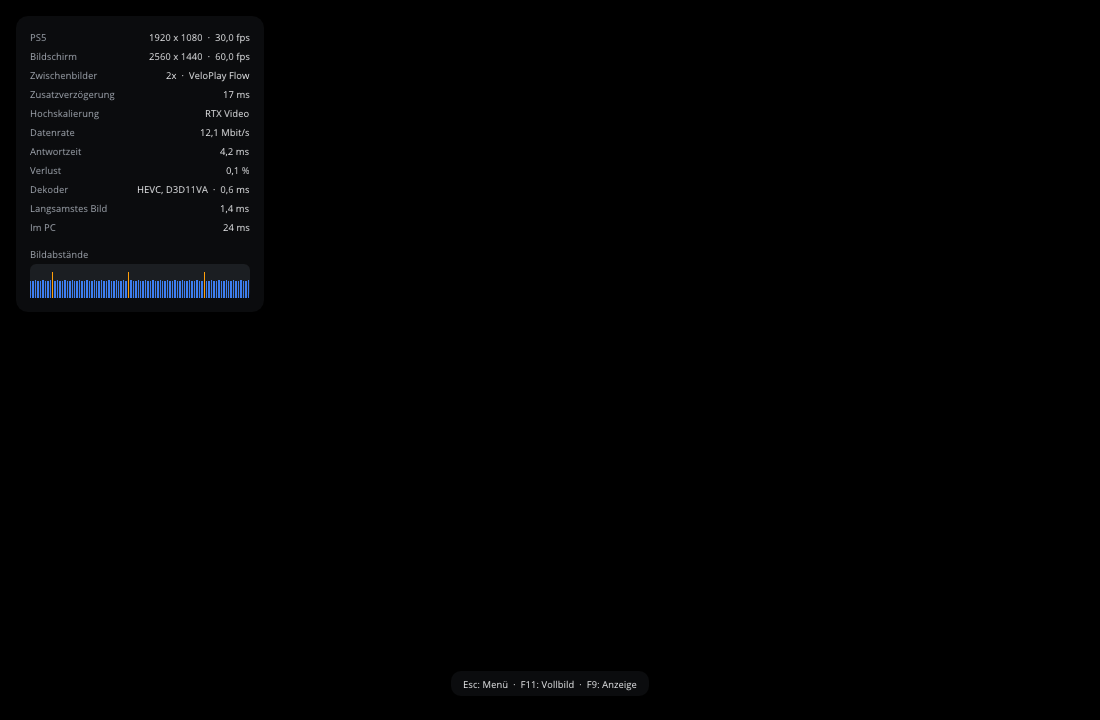 PS5 1920 x 1080 · 30,0 fps
Bildschirm 2560 x 1440 · 60,0 fps
Zwischenbilder 2x · VeloPlay Flow
Zusatzverzögerung 17 ms
Hochskalierung RTX Video
Datenrate 12,1 Mbit/s
Antwortzeit 4,2 ms
Verlust 0,1 %
Dekoder HEVC, D3D11VA · 0,6 ms
Langsamstes Bild 1,4 ms
Im PC 24 ms
Bildabstände
Esc: Menü · F11: Vollbild · F9: Anzeige